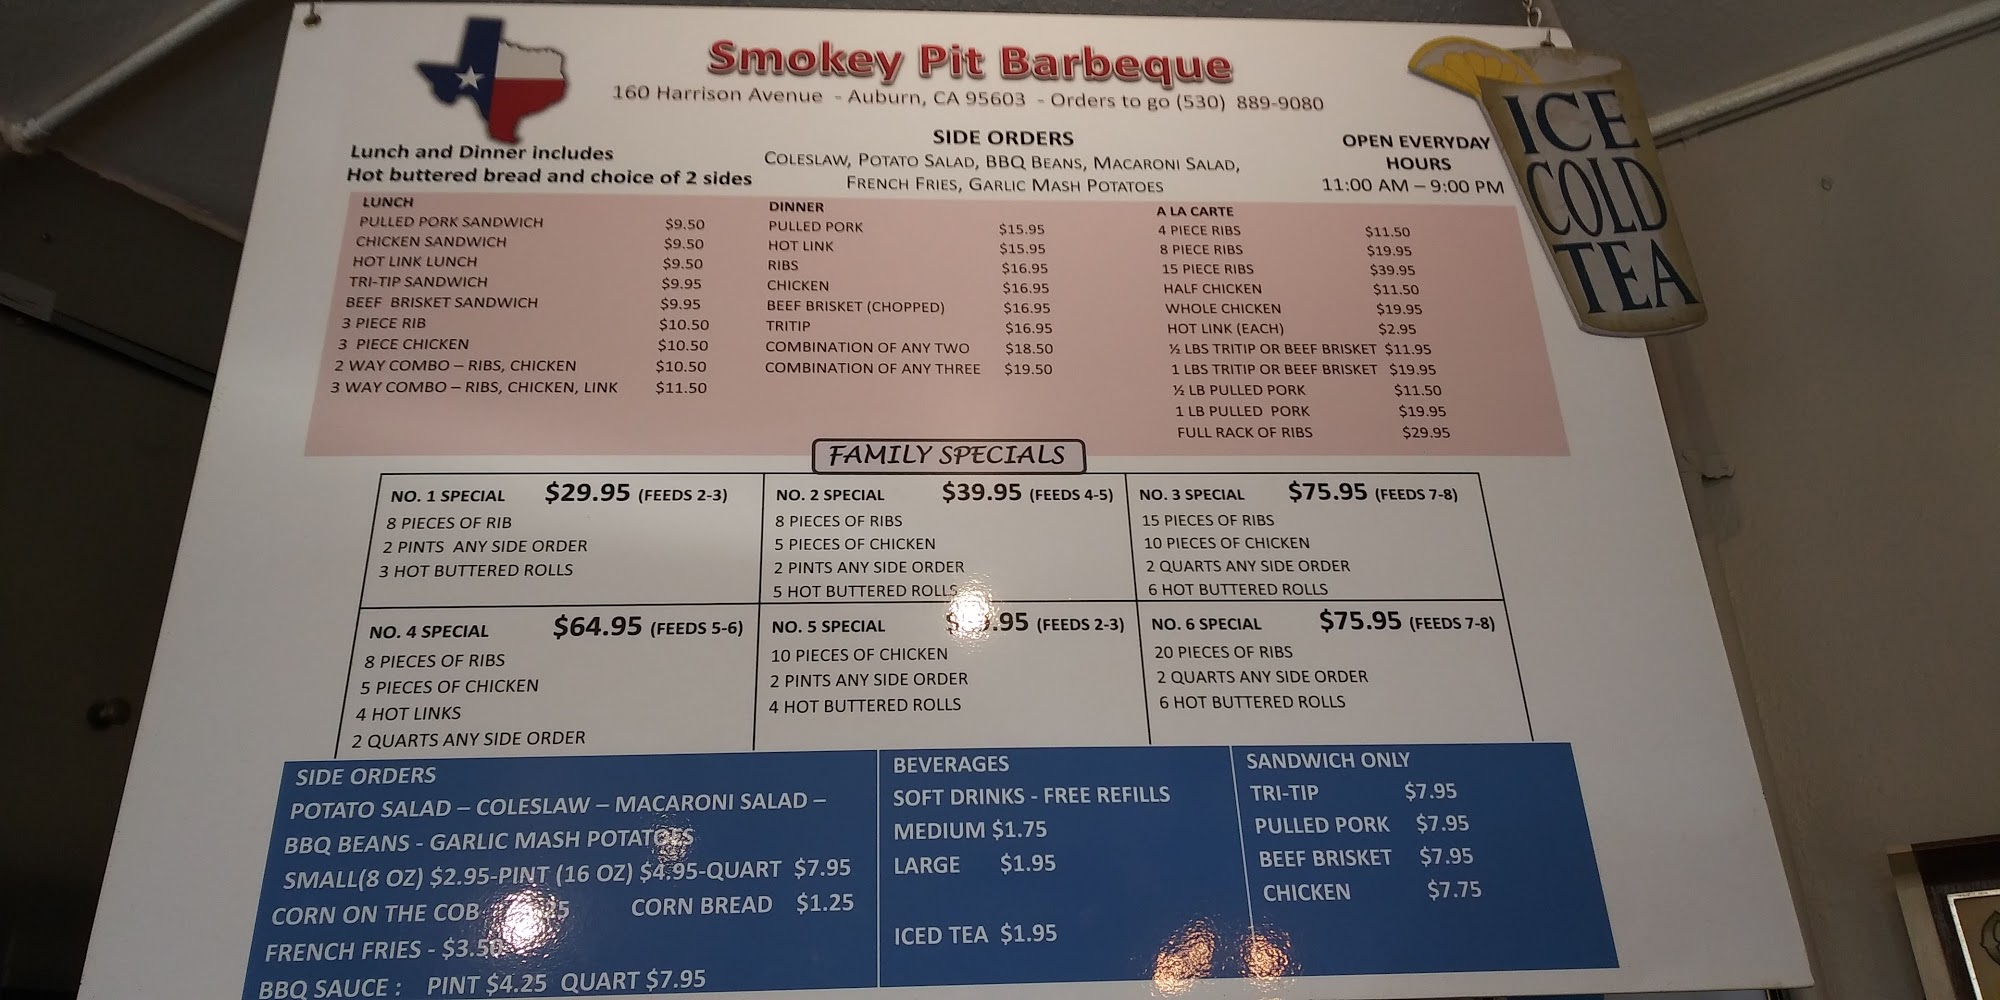 Smokey Pit Barbeque
160 Harrison Avenue - Auburn, CA 95603 - Orders to go (530) 889-9080
ICE
COLD
TEA
Lunch and Dinner includes
Hot buttered bread and choice of 2 sides
SIDE ORDERS
COLESLAW, POTATO SALAD, BBQ BEANS, MACARONI SALAD,
FRENCH FRIES, GARLIC MASH POTATOES
OPEN EVERYDAY
HOURS
11:00 AM – 9:00 PM
LUNCH
PULLED PORK SANDWICH $9.50
CHICKEN SANDWICH $9.50
HOT LINK LUNCH $9.50
TRI-TIP SANDWICH $9.95
BEEF BRISKET SANDWICH $9.95
3 PIECE RIB $10.50
3 PIECE CHICKEN $10.50
2 WAY COMBO – RIBS, CHICKEN $10.50
3 WAY COMBO – RIBS, CHICKEN, LINK $11.50
DINNER
PULLED PORK $15.95
HOT LINK $15.95
RIBS $16.95
CHICKEN $16.95
BEEF BRISKET (CHOPPED) $16.95
TRITIP $16.95
COMBINATION OF ANY TWO $18.50
COMBINATION OF ANY THREE $19.50
A LA CARTE
4 PIECE RIBS $11.50
8 PIECE RIBS $19.95
15 PIECE RIBS $39.95
HALF CHICKEN $11.50
WHOLE CHICKEN $19.95
HOT LINK (EACH) $2.95
½ LBS TRITIP OR BEEF BRISKET $11.95
1 LBS TRITIP OR BEEF BRISKET $19.95
½ LB PULLED PORK $11.50
1 LB PULLED PORK $19.95
FULL RACK OF RIBS $29.95
FAMILY SPECIALS
NO. 1 SPECIAL $29.95 (FEEDS 2-3)
8 PIECES OF RIB
2 PINTS ANY SIDE ORDER
3 HOT BUTTERED ROLLS
NO. 2 SPECIAL $39.95 (FEEDS 4-5)
8 PIECES OF RIBS
5 PIECES OF CHICKEN
2 PINTS ANY SIDE ORDER
5 HOT BUTTERED ROLLS
NO. 3 SPECIAL $75.95 (FEEDS 7-8)
15 PIECES OF RIBS
10 PIECES OF CHICKEN
2 QUARTS ANY SIDE ORDER
6 HOT BUTTERED ROLLS
NO. 4 SPECIAL $64.95 (FEEDS 5-6)
8 PIECES OF RIBS
5 PIECES OF CHICKEN
4 HOT LINKS
2 QUARTS ANY SIDE ORDER
NO. 5 SPECIAL (FEEDS 2-3)
10 PIECES OF CHICKEN
2 PINTS ANY SIDE ORDER
4 HOT BUTTERED ROLLS
NO. 6 SPECIAL $75.95 (FEEDS 7-8)
20 PIECES OF RIBS
2 QUARTS ANY SIDE ORDER
6 HOT BUTTERED ROLLS
SIDE ORDERS
POTATO SALAD – COLESLAW – MACARONI SALAD –
BBQ BEANS - GARLIC MASH POTATOES
SMALL(8 OZ) $2.95-PINT (16 OZ) $4.95-QUART $7.95
CORN ON THE COB CORN BREAD $1.25
FRENCH FRIES - $3.50
BBQ SAUCE : PINT $4.25 QUART $7.95
BEVERAGES
SOFT DRINKS - FREE REFILLS
MEDIUM $1.75
LARGE $1.95
ICED TEA $1.95
SANDWICH ONLY
TRI-TIP $7.95
PULLED PORK $7.95
BEEF BRISKET $7.95
CHICKEN $7.75